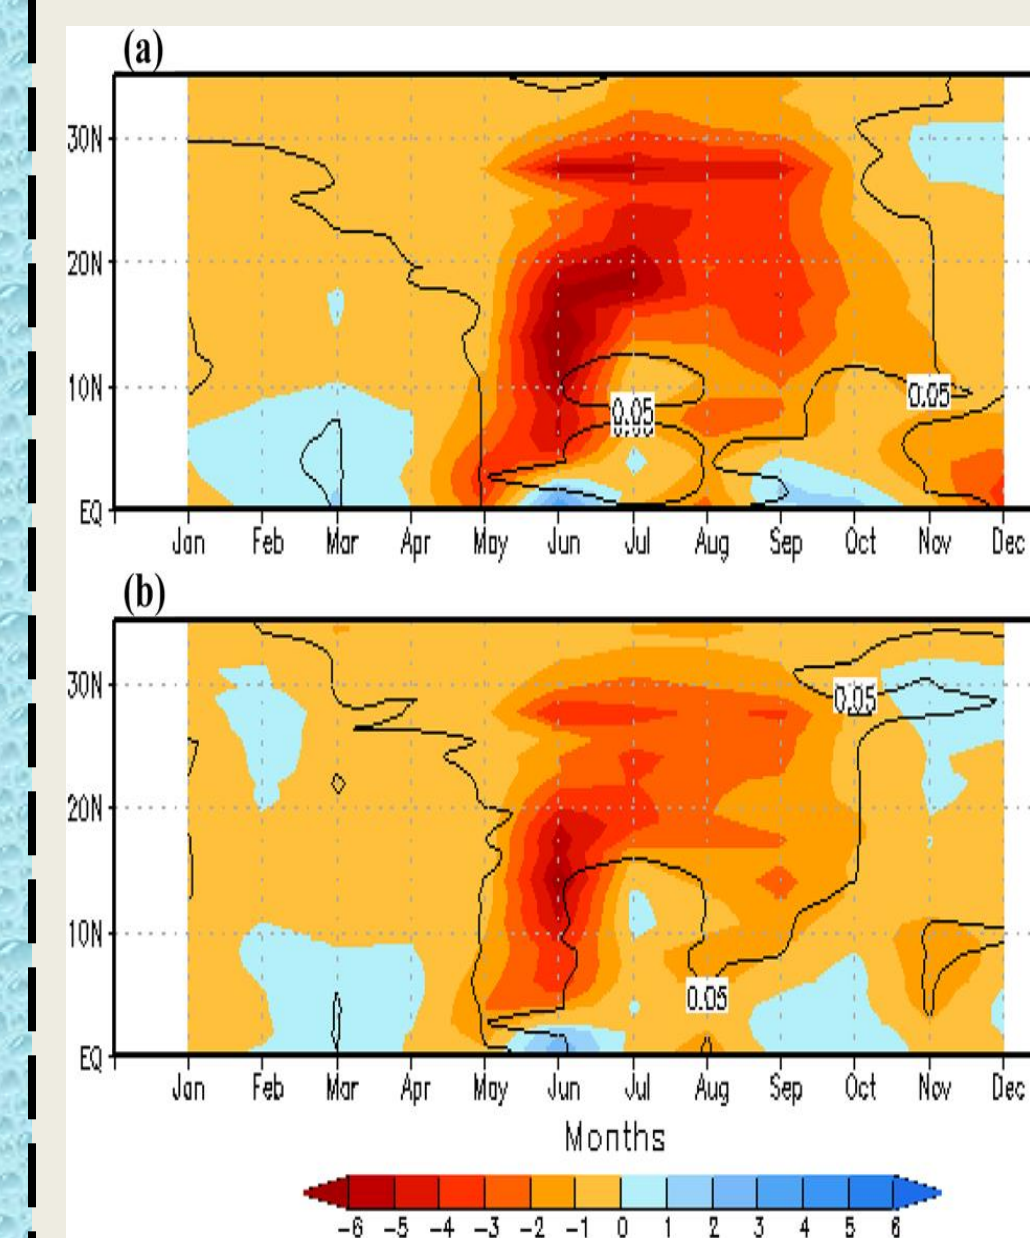 (a)
30N
20N
10N
0.05
0.05
EQ
Jan Feb Mar Apr May Jun Jul Aug Sep Oct Nov Dec
(b)
30N
0.05
20N
10N
0.05
EQ
Jan Feb Mar Apr May Jun Jul Aug Sep Oct Nov Dec
Months
-6 -5 -4 -3 -2 -1 0 1 2 3 4 5 6